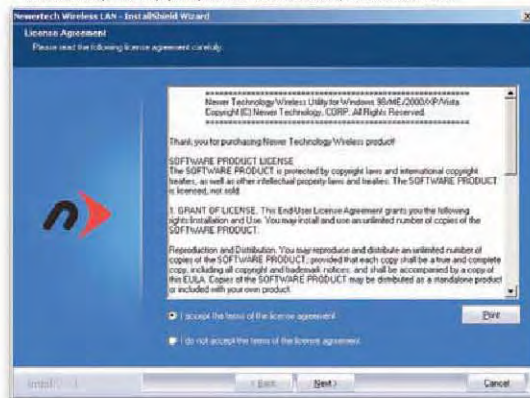 Newertech Wireless LAN - InstallShield Wizard
License Agreement
Please read the following license agreement carefully.
Newer Technology Wireless Utility for Windows 98/ME/2000/XP/Vista
Copyright (C) Newer Technology, CORP. All Rights Reserved.
Thank you for purchasing Newer Technology Wireless product!
SOFTWARE PRODUCT LICENSE
The SOFTWARE PRODUCT is protected by copyright laws and international copyright
treaties, as well as other intellectual property laws and treaties. The SOFTWARE PRODUCT
is licensed, not sold.
1. GRANT OF LICENSE. This End-User License Agreement grants you the following
rights:Installation and Use. You may install and use an unlimited number of copies of the
SOFTWARE PRODUCT.
Reproduction and Distribution. You may reproduce and distribute an unlimited number of
copies of the SOFTWARE PRODUCT; provided that each copy shall be a true and complete
copy, including all copyright and trademark notices, and shall be accompanied by a copy of
this EULA. Copies of the SOFTWARE PRODUCT may be distributed as a standalone product
or included with your own product.
I accept the terms of the license agreement
Print
I do not accept the terms of the license agreement
InstallShield
< Back
Next >
Cancel